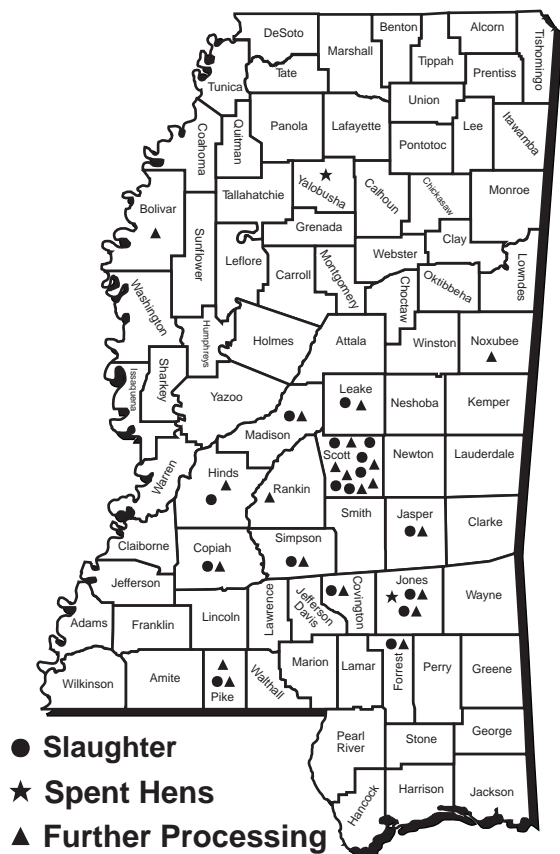 DeSoto
Marshall
Benton
Alcorn
Tishomingo
Tippah
Prentiss
Tate
Tunica
Union
Lee
Itawamba
Coahoma
Quitman
Panola
Lafayette
Pontotoc
Yalobusha
Calhoun
Chickasaw
Monroe
Bolivar
Tallahatchie
Sunflower
Grenada
Clay
Leflore
Carroll
Montgomery
Webster
Choctaw
Oktibbeha
Lowndes
Washington
Humphreys
Holmes
Attala
Winston
Noxubee
Issaquena
Sharkey
Yazoo
Leake
Neshoba
Kemper
Madison
Warren
Hinds
Rankin
Scott
Newton
Lauderdale
Smith
Jasper
Clarke
Claiborne
Copiah
Simpson
Jefferson
Lawrence
Jefferson
Davis
Covington
Jones
Wayne
Adams
Franklin
Lincoln
Wilkinson
Amite
Pike
Walthall
Marion
Lamar
Forrest
Perry
Greene
Pearl
River
Stone
George
Hancock
Harrison
Jackson
Slaughter
Spent Hens
Further Processing